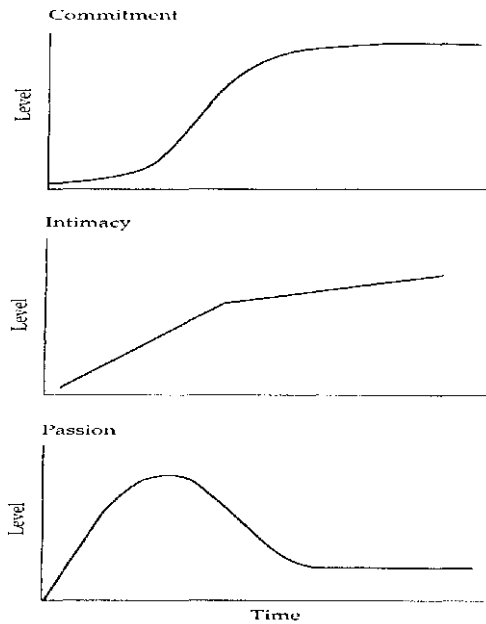 Commitment
Level
Intimacy
Level
Passion
Level
Time